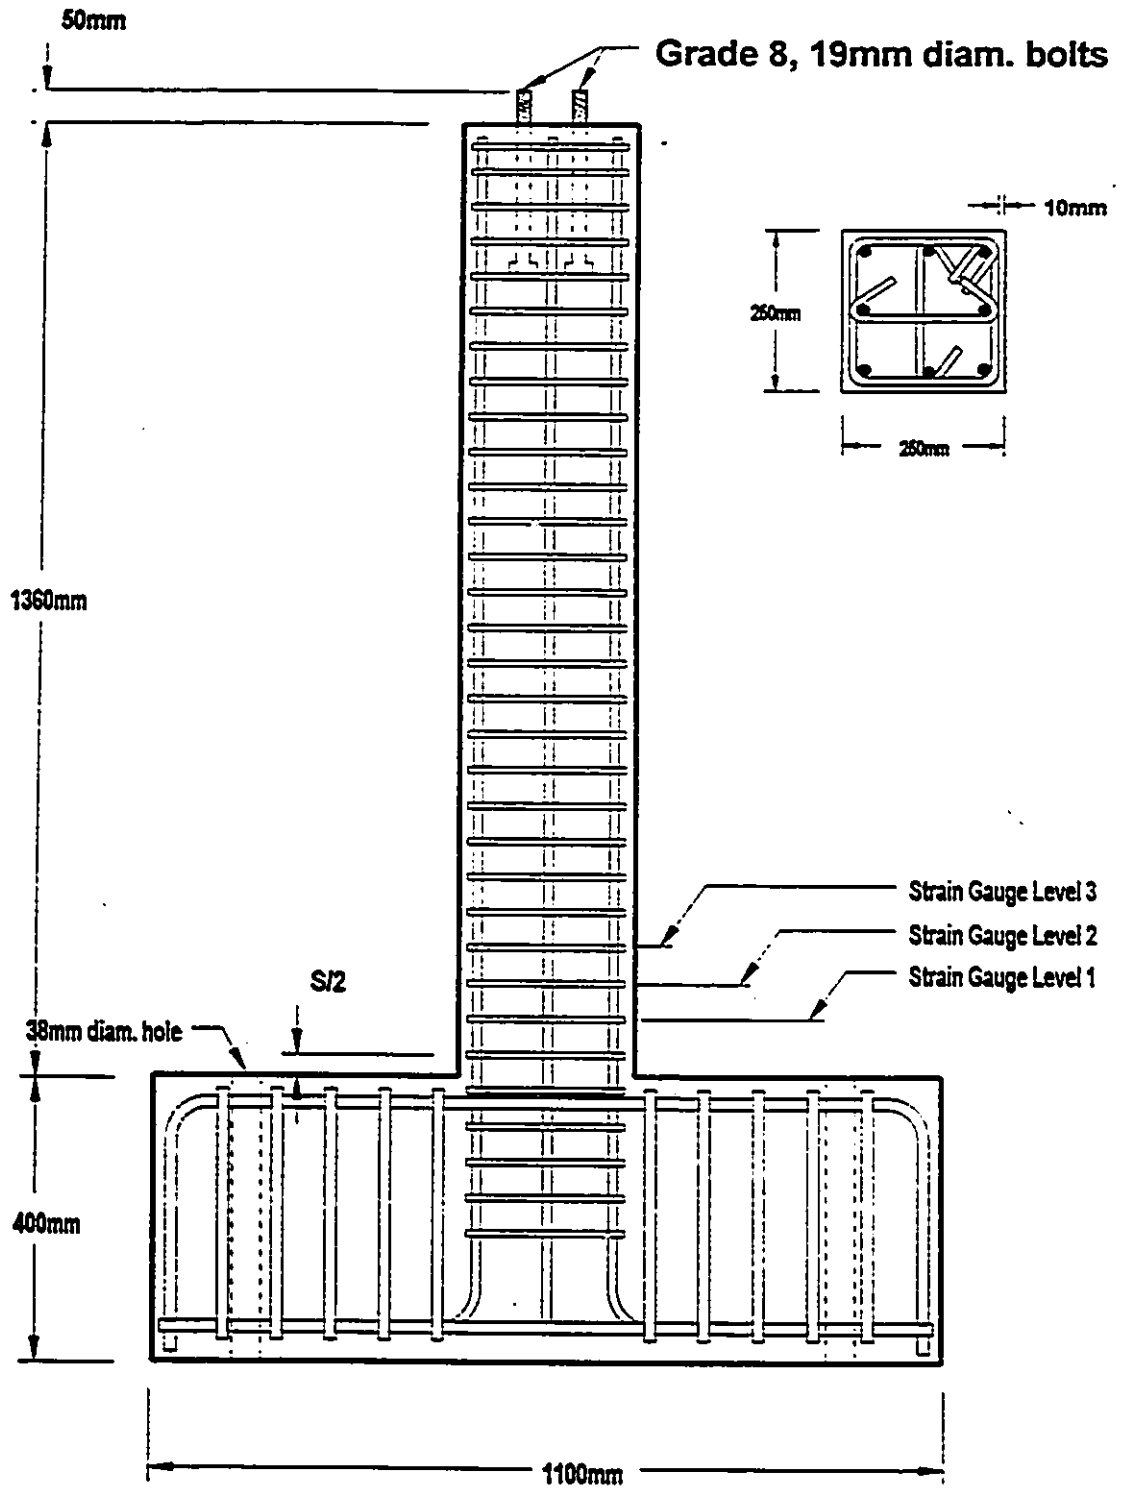 50mm
Grade 8, 19mm diam. bolts
10mm
250mm
250mm
1360mm
Strain Gauge Level 3
Strain Gauge Level 2
Strain Gauge Level 1
S/2
38mm diam. hole
400mm
1100mm